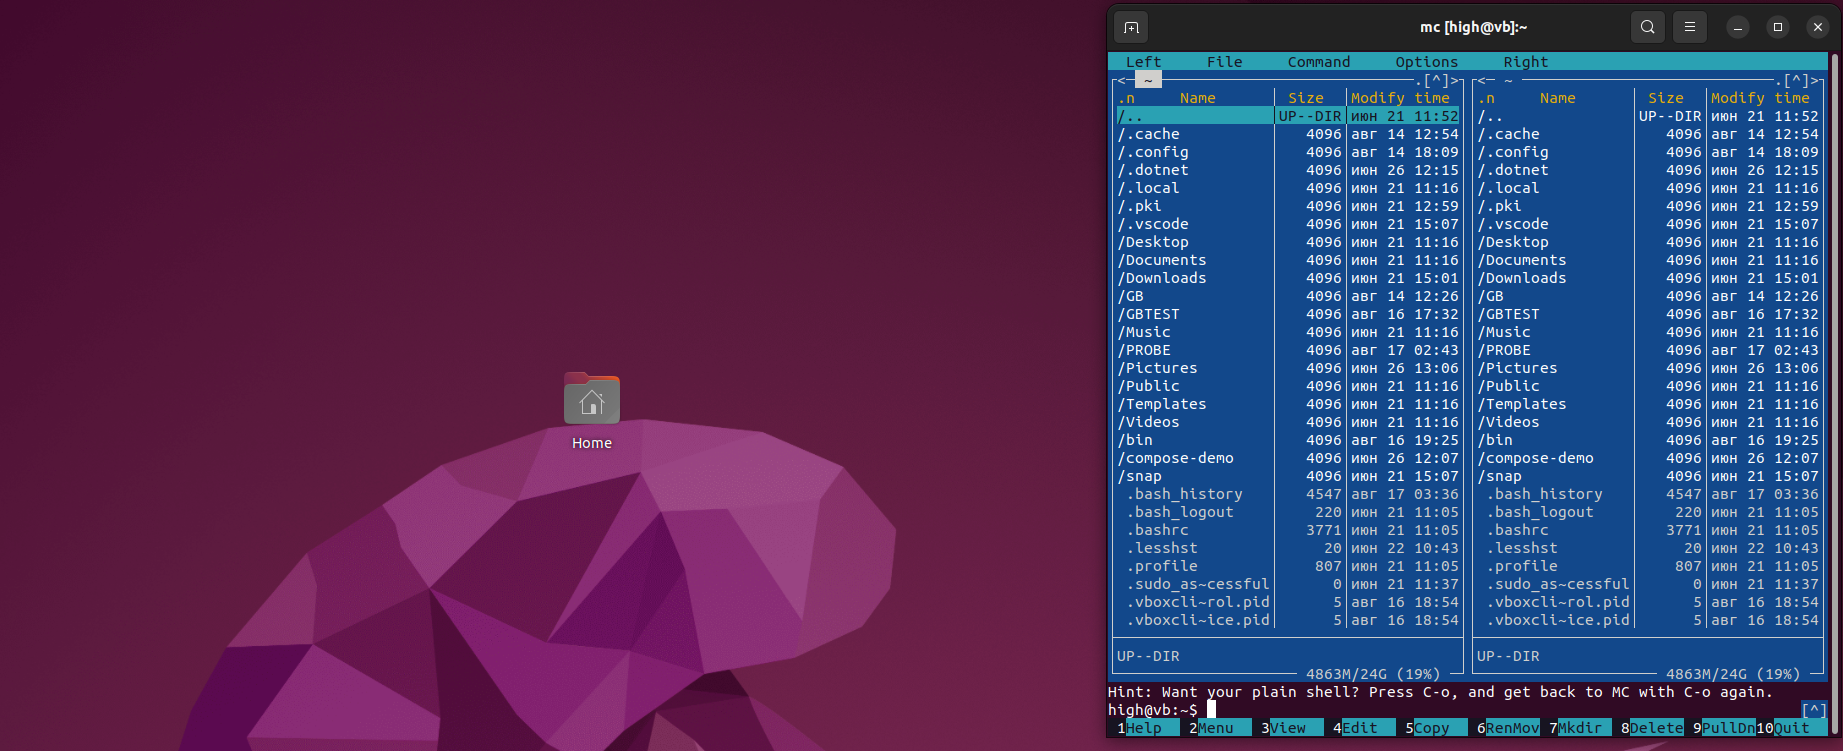 mc [high@vb]:~
Left File Command Options Right
<─ ~ ─.[^]>
<─ ~ ─.[^]>
.n Name Size Modify time .n Name Size Modify time
/.. UP--DIR июн 21 11:52 /.. UP--DIR июн 21 11:52
/.cache 4096 авг 14 12:54 /.cache 4096 авг 14 12:54
/.config 4096 авг 14 18:09 /.config 4096 авг 14 18:09
/.dotnet 4096 июн 26 12:15 /.dotnet 4096 июн 26 12:15
/.local 4096 июн 21 11:16 /.local 4096 июн 21 11:16
/.pki 4096 июн 21 12:59 /.pki 4096 июн 21 12:59
/.vscode 4096 июн 21 15:07 /.vscode 4096 июн 21 15:07
/Desktop 4096 июн 21 11:16 /Desktop 4096 июн 21 11:16
/Documents 4096 июн 21 11:16 /Documents 4096 июн 21 11:16
/Downloads 4096 июн 21 15:01 /Downloads 4096 июн 21 15:01
/GB 4096 авг 14 12:26 /GB 4096 авг 14 12:26
/GBTEST 4096 авг 16 17:32 /GBTEST 4096 авг 16 17:32
/Music 4096 июн 21 11:16 /Music 4096 июн 21 11:16
/PROBE 4096 авг 17 02:43 /PROBE 4096 авг 17 02:43
/Pictures 4096 июн 26 13:06 /Pictures 4096 июн 26 13:06
/Public 4096 июн 21 11:16 /Public 4096 июн 21 11:16
/Templates 4096 июн 21 11:16 /Templates 4096 июн 21 11:16
/Videos 4096 июн 21 11:16 /Videos 4096 июн 21 11:16
/bin 4096 авг 16 19:25 /bin 4096 авг 16 19:25
/compose-demo 4096 июн 26 12:07 /compose-demo 4096 июн 26 12:07
/snap 4096 июн 21 15:07 /snap 4096 июн 21 15:07
.bash_history 4547 авг 17 03:36 .bash_history 4547 авг 17 03:36
.bash_logout 220 июн 21 11:05 .bash_logout 220 июн 21 11:05
.bashrc 3771 июн 21 11:05 .bashrc 3771 июн 21 11:05
.lesshst 20 июн 22 10:43 .lesshst 20 июн 22 10:43
.profile 807 июн 21 11:05 .profile 807 июн 21 11:05
.sudo_as~cessful 0 июн 21 11:37 .sudo_as~cessful 0 июн 21 11:37
.vboxcli~rol.pid 5 авг 16 18:54 .vboxcli~rol.pid 5 авг 16 18:54
.vboxcli~ice.pid 5 авг 16 18:54 .vboxcli~ice.pid 5 авг 16 18:54
UP--DIR UP--DIR
4863M/24G (19%) 4863M/24G (19%)
Hint: Want your plain shell? Press C-o, and get back to MC with C-o again.
high@vb:~$ [^]
1Help 2Menu 3View 4Edit 5Copy 6RenMov 7Mkdir 8Delete 9PullDn 10Quit
Home